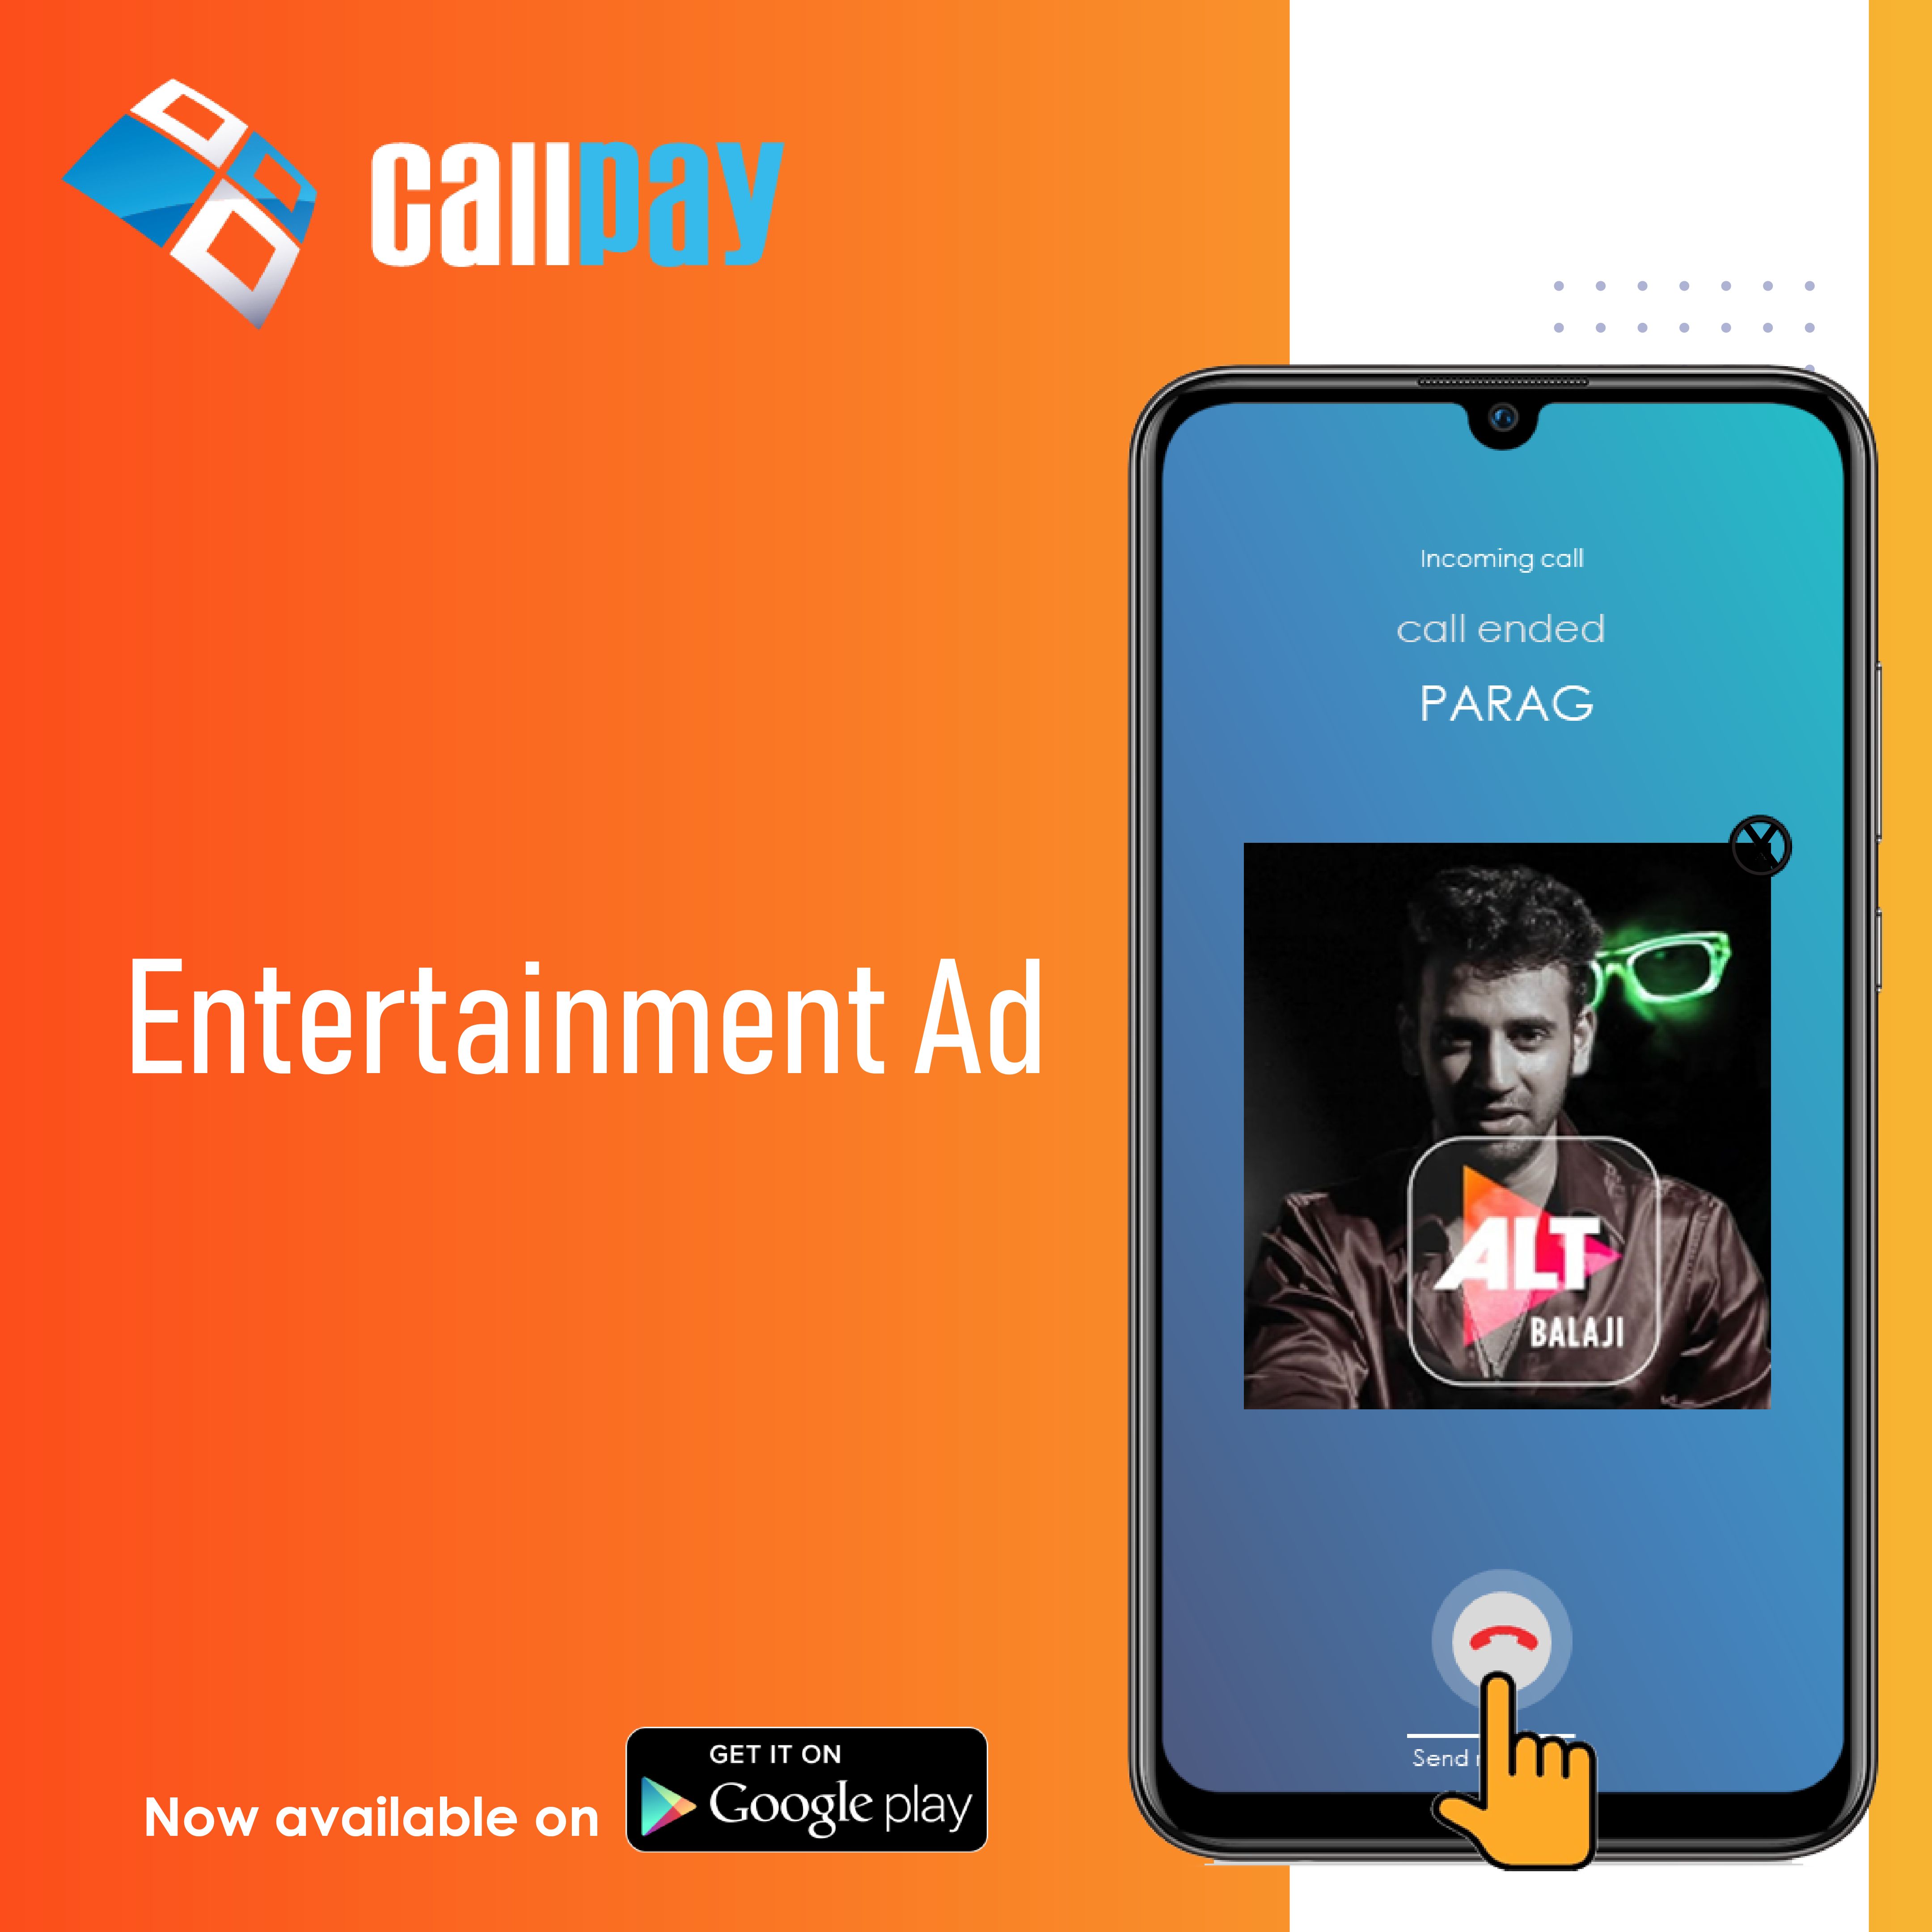 callpay
Incoming call
call ended
PARAG
Entertainment Ad
ALT
BALAJI
Send
Now available on
GET IT ON
Google play